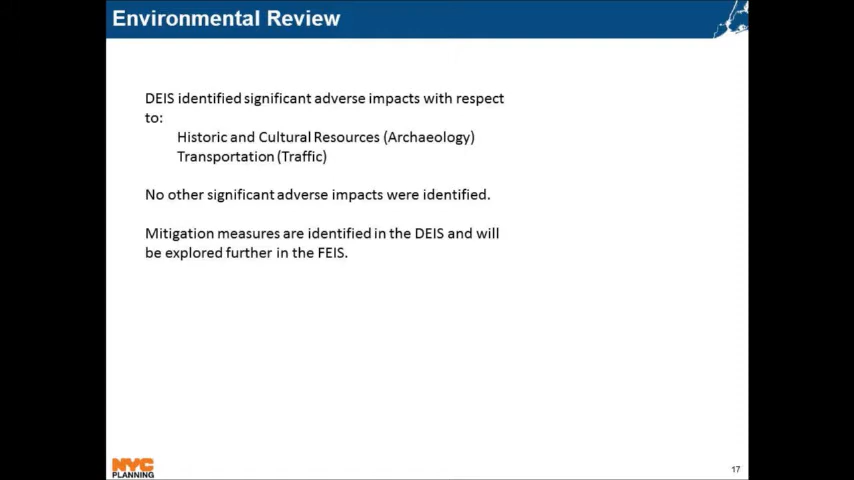 Environmental Review
DEIS identified significant adverse impacts with respect
to:
Historic and Cultural Resources (Archaeology)
Transportation (Traffic)
No other significant adverse impacts were identified.
Mitigation measures are identified in the DEIS and will
be explored further in the FEIS.
NYC
PLANNING
17